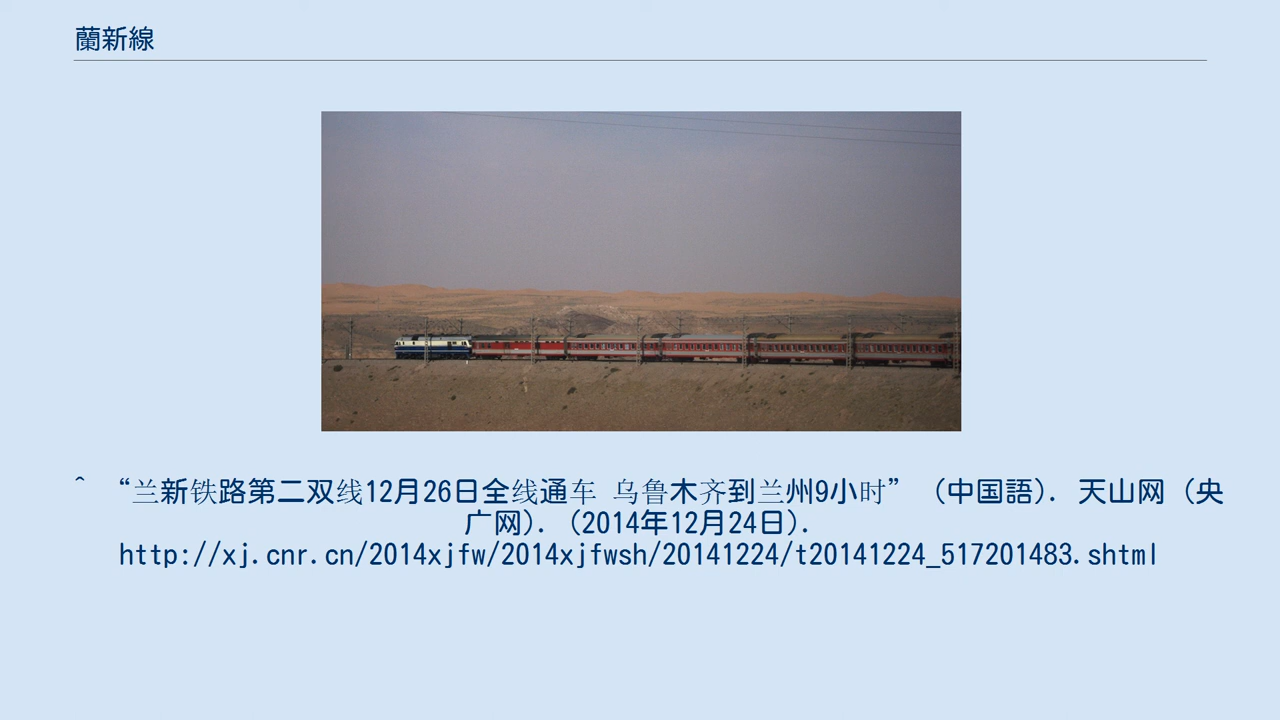 蘭新線
^ “兰新铁路第二双线12月26日全线通车 乌鲁木齐到兰州9小时” (中国語). 天山网 (央
广网). (2014年12月24日).
http://xj.cnr.cn/2014xjfw/2014xjfwsh/20141224/t20141224_517201483.shtml